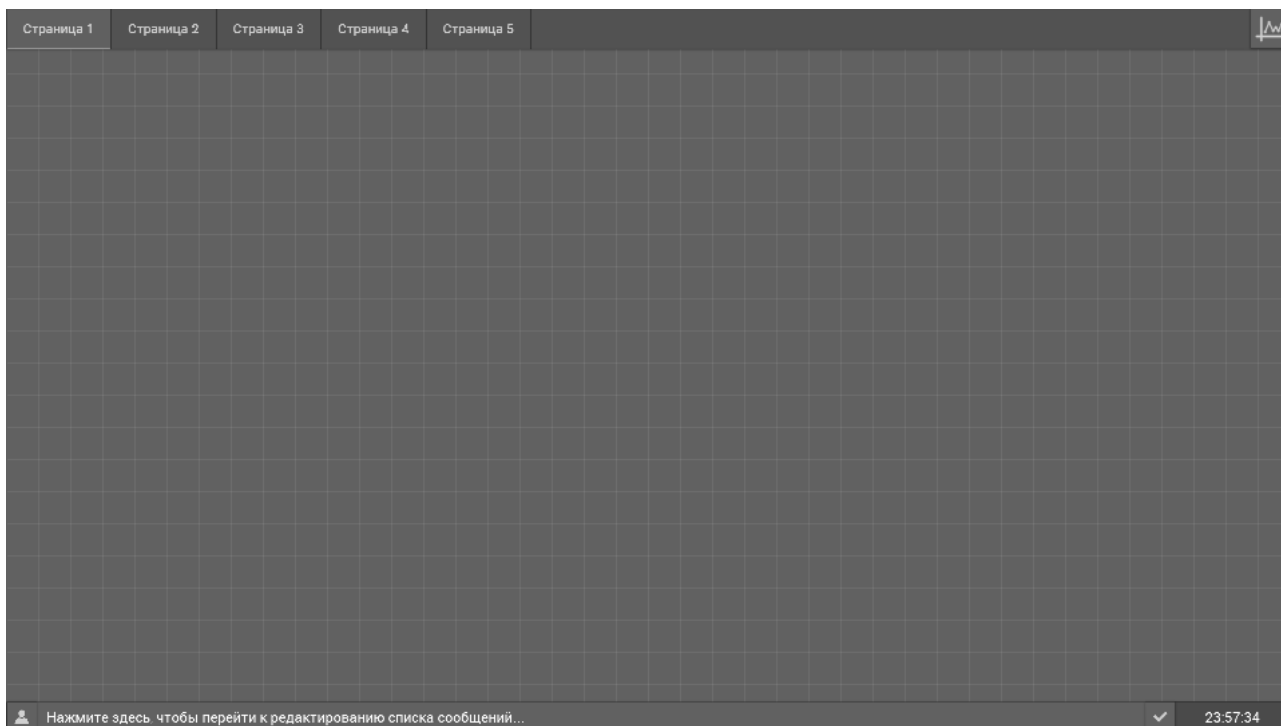 Страница 1 Страница 2 Страница 3 Страница 4 Страница 5
Нажмите здесь, чтобы перейти к редактированию списка сообщений... 23:57:34